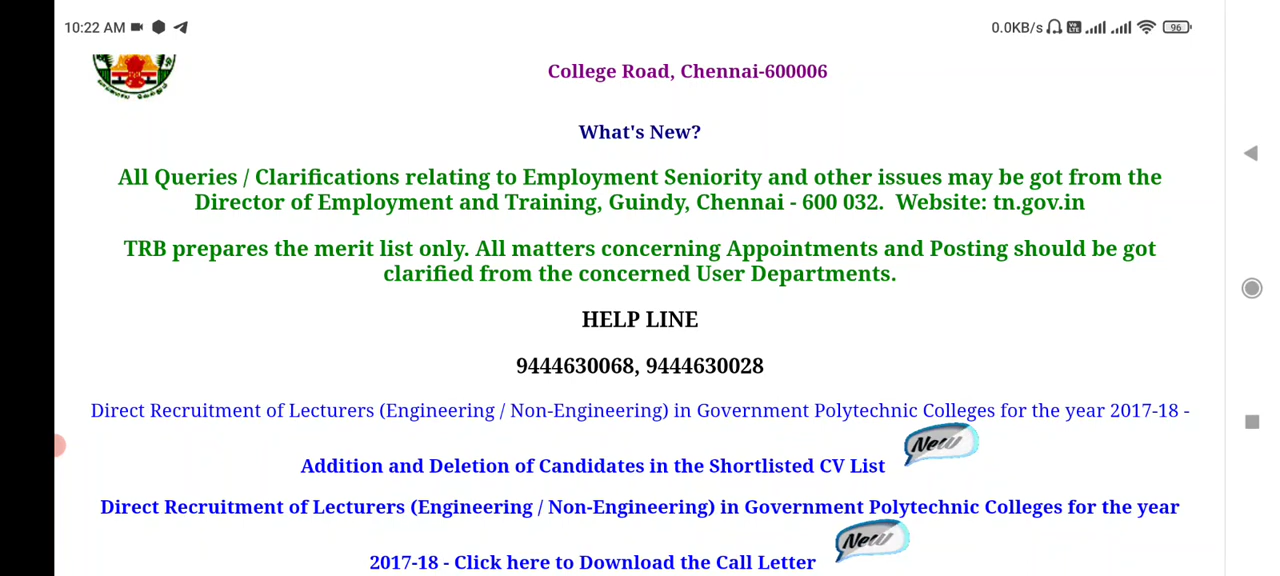 10:22 AM
0.0KB/s
96
College Road, Chennai-600006
What's New?
All Queries / Clarifications relating to Employment Seniority and other issues may be got from the
Director of Employment and Training, Guindy, Chennai - 600 032.  Website: tn.gov.in
TRB prepares the merit list only. All matters concerning Appointments and Posting should be got
clarified from the concerned User Departments.
HELP LINE
9444630068, 9444630028
Direct Recruitment of Lecturers (Engineering / Non-Engineering) in Government Polytechnic Colleges for the year 2017-18 -
Addition and Deletion of Candidates in the Shortlisted CV List
New
Direct Recruitment of Lecturers (Engineering / Non-Engineering) in Government Polytechnic Colleges for the year
2017-18 - Click here to Download the Call Letter
New